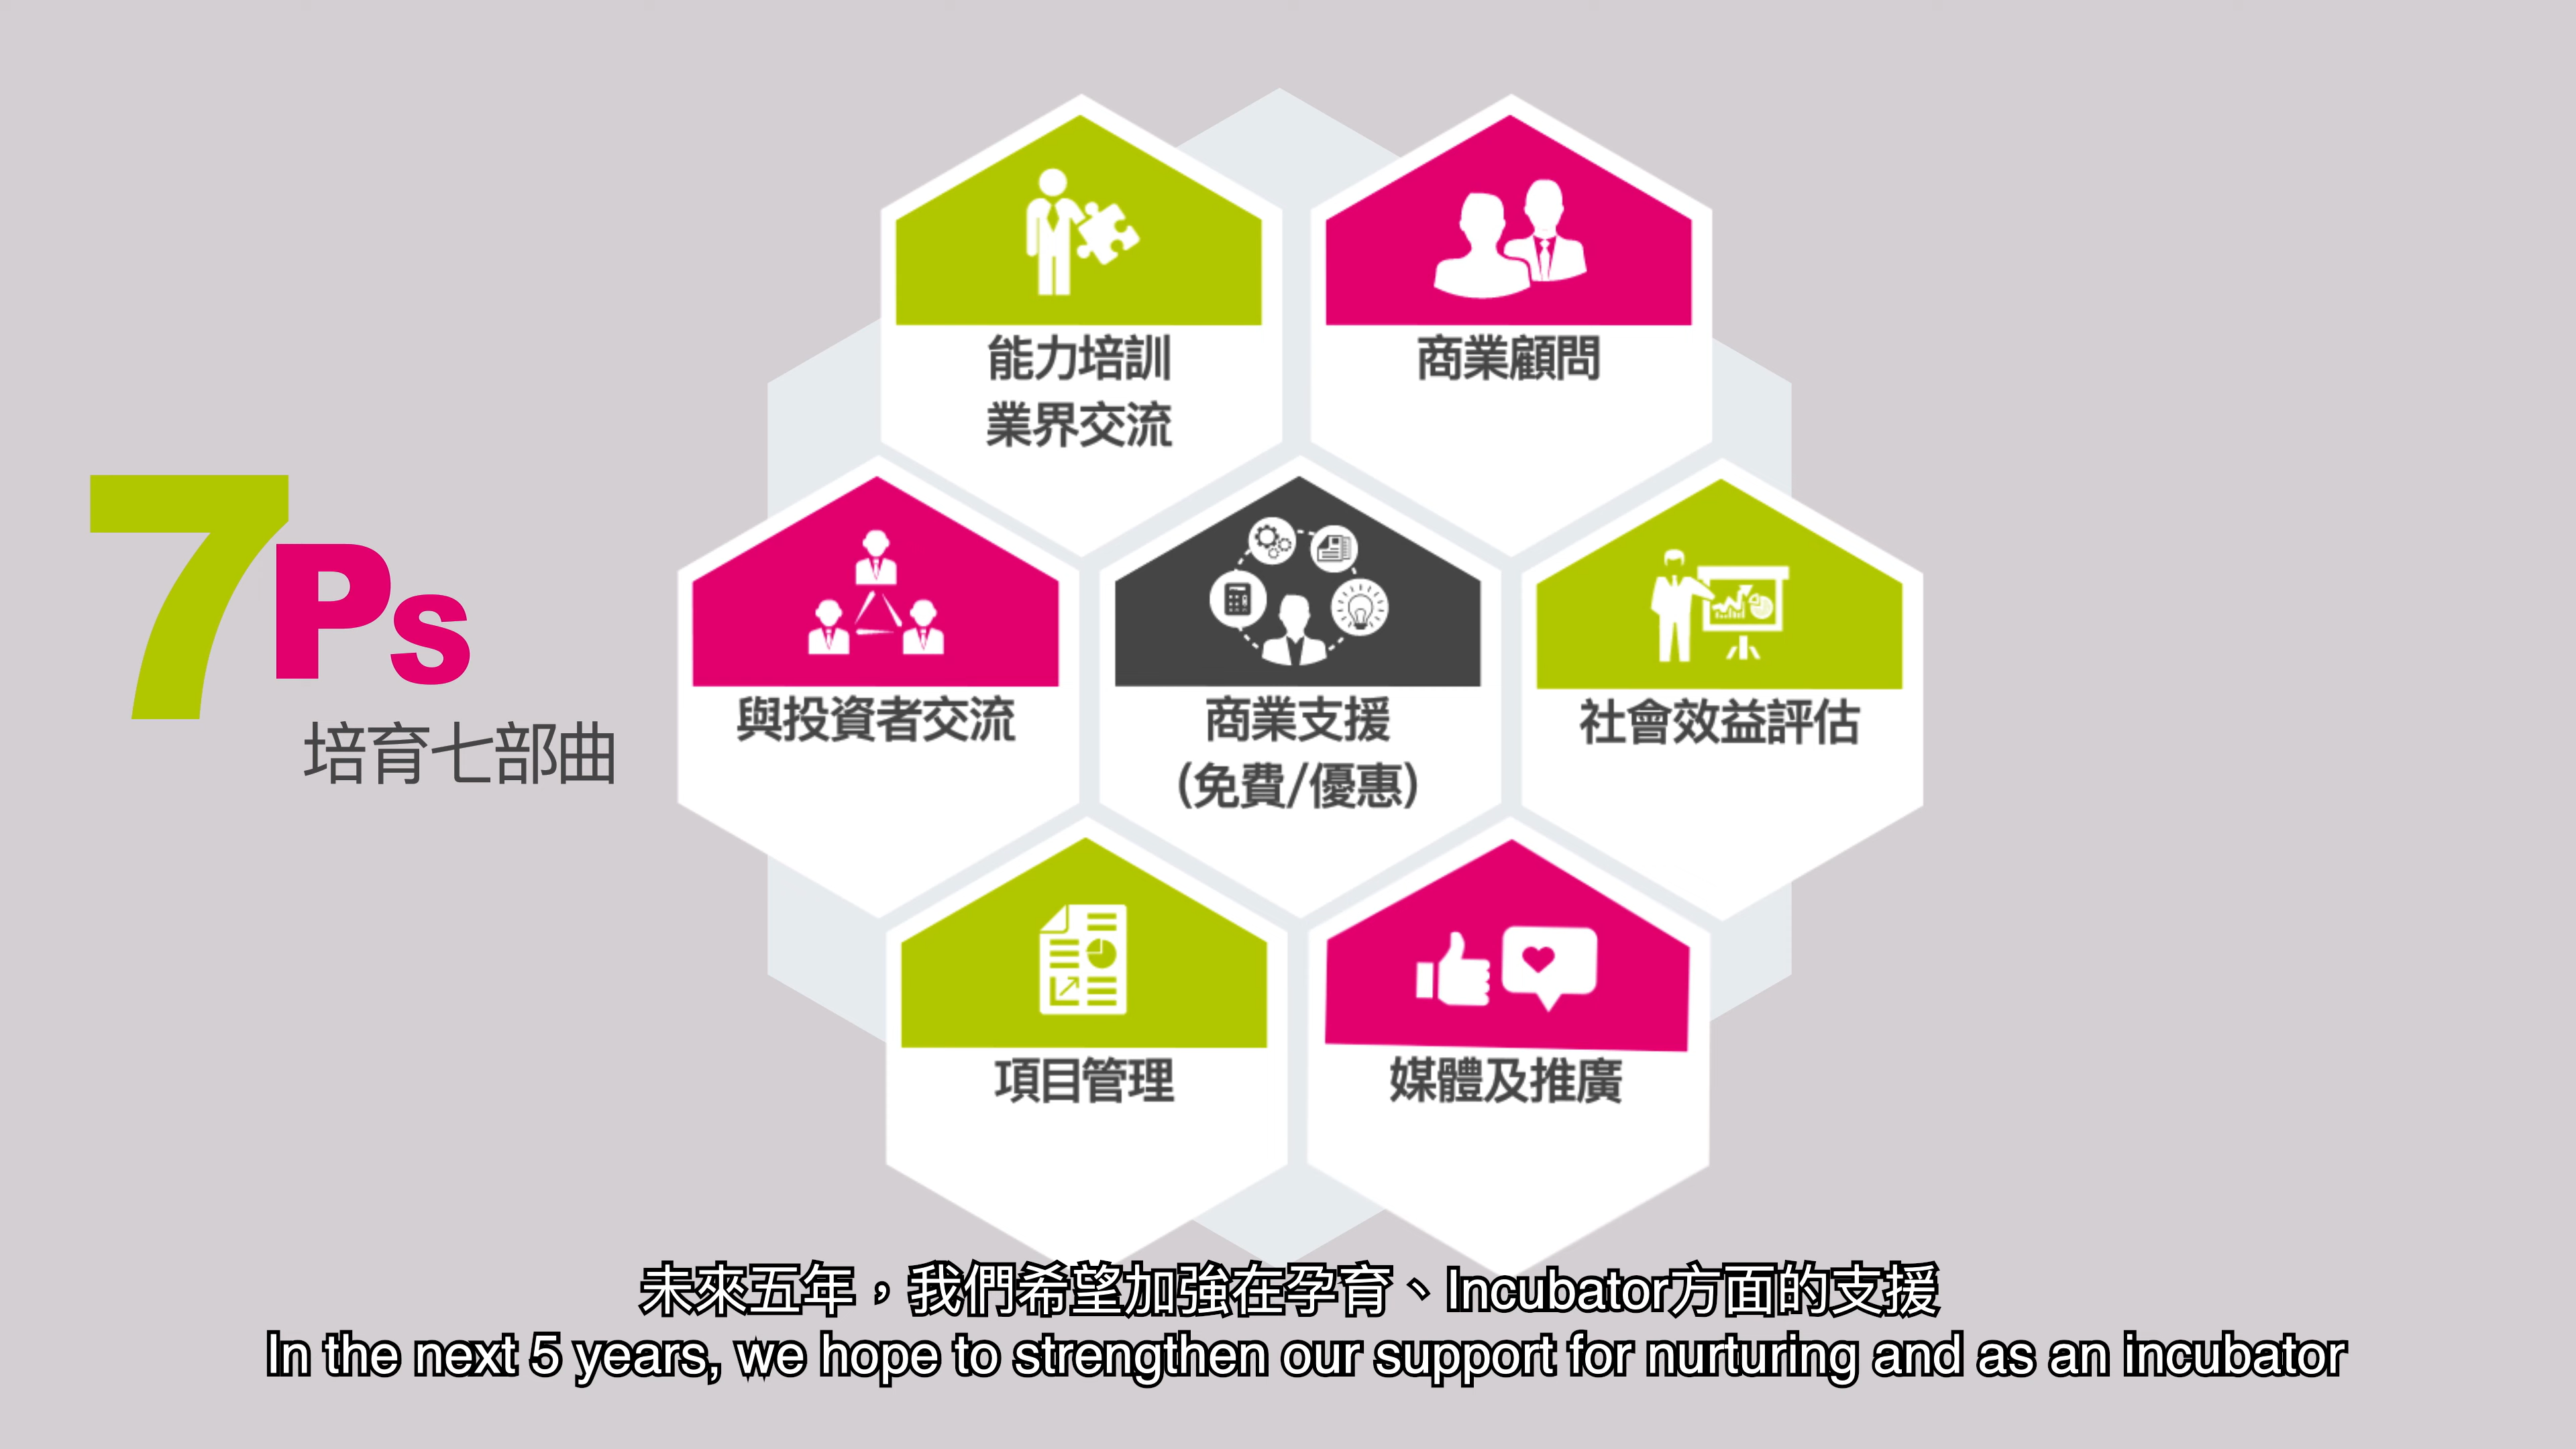 7Ps
培育七部曲
能力培訓
業界交流
商業顧問
與投資者交流
商業支援
(免費/優惠)
社會效益評估
項目管理
媒體及推廣
未來五年，我們希望加強在孕育、Incubator方面的支援
In the next 5 years, we hope to strengthen our support for nurturing and as an incubator